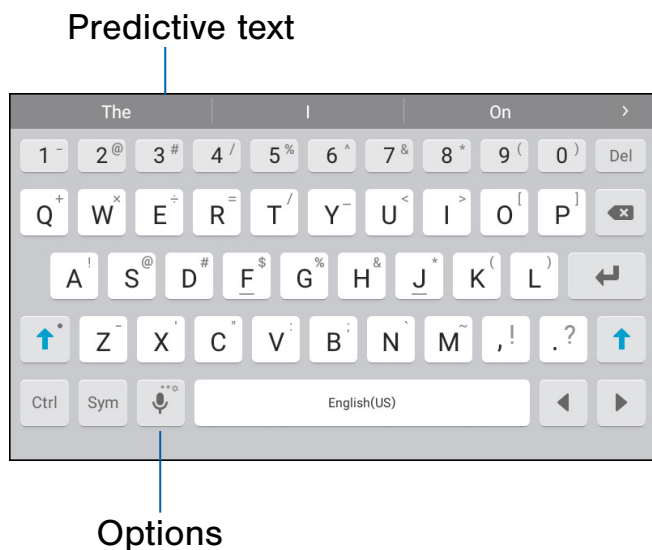 Predictive text
The I On >
1 - 2 @ 3 # 4 / 5 % 6 ^ 7 & 8 * 9 ( 0 ) Del
Q + W × E ÷ R = T / Y _ U < I > O [ P ]
A ! S @ D # F $ G % H & J * K ( L )
Z - X ' C " V : B ; N ` M ~ , ! . ?
Ctrl Sym English(US)
Options